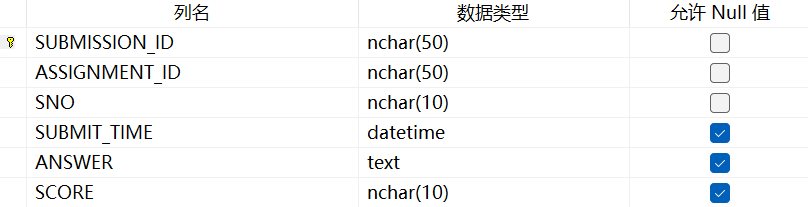 列名 数据类型 允许 Null 值
SUBMISSION_ID nchar(50)
ASSIGNMENT_ID nchar(50)
SNO nchar(10)
SUBMIT_TIME datetime
ANSWER text
SCORE nchar(10)